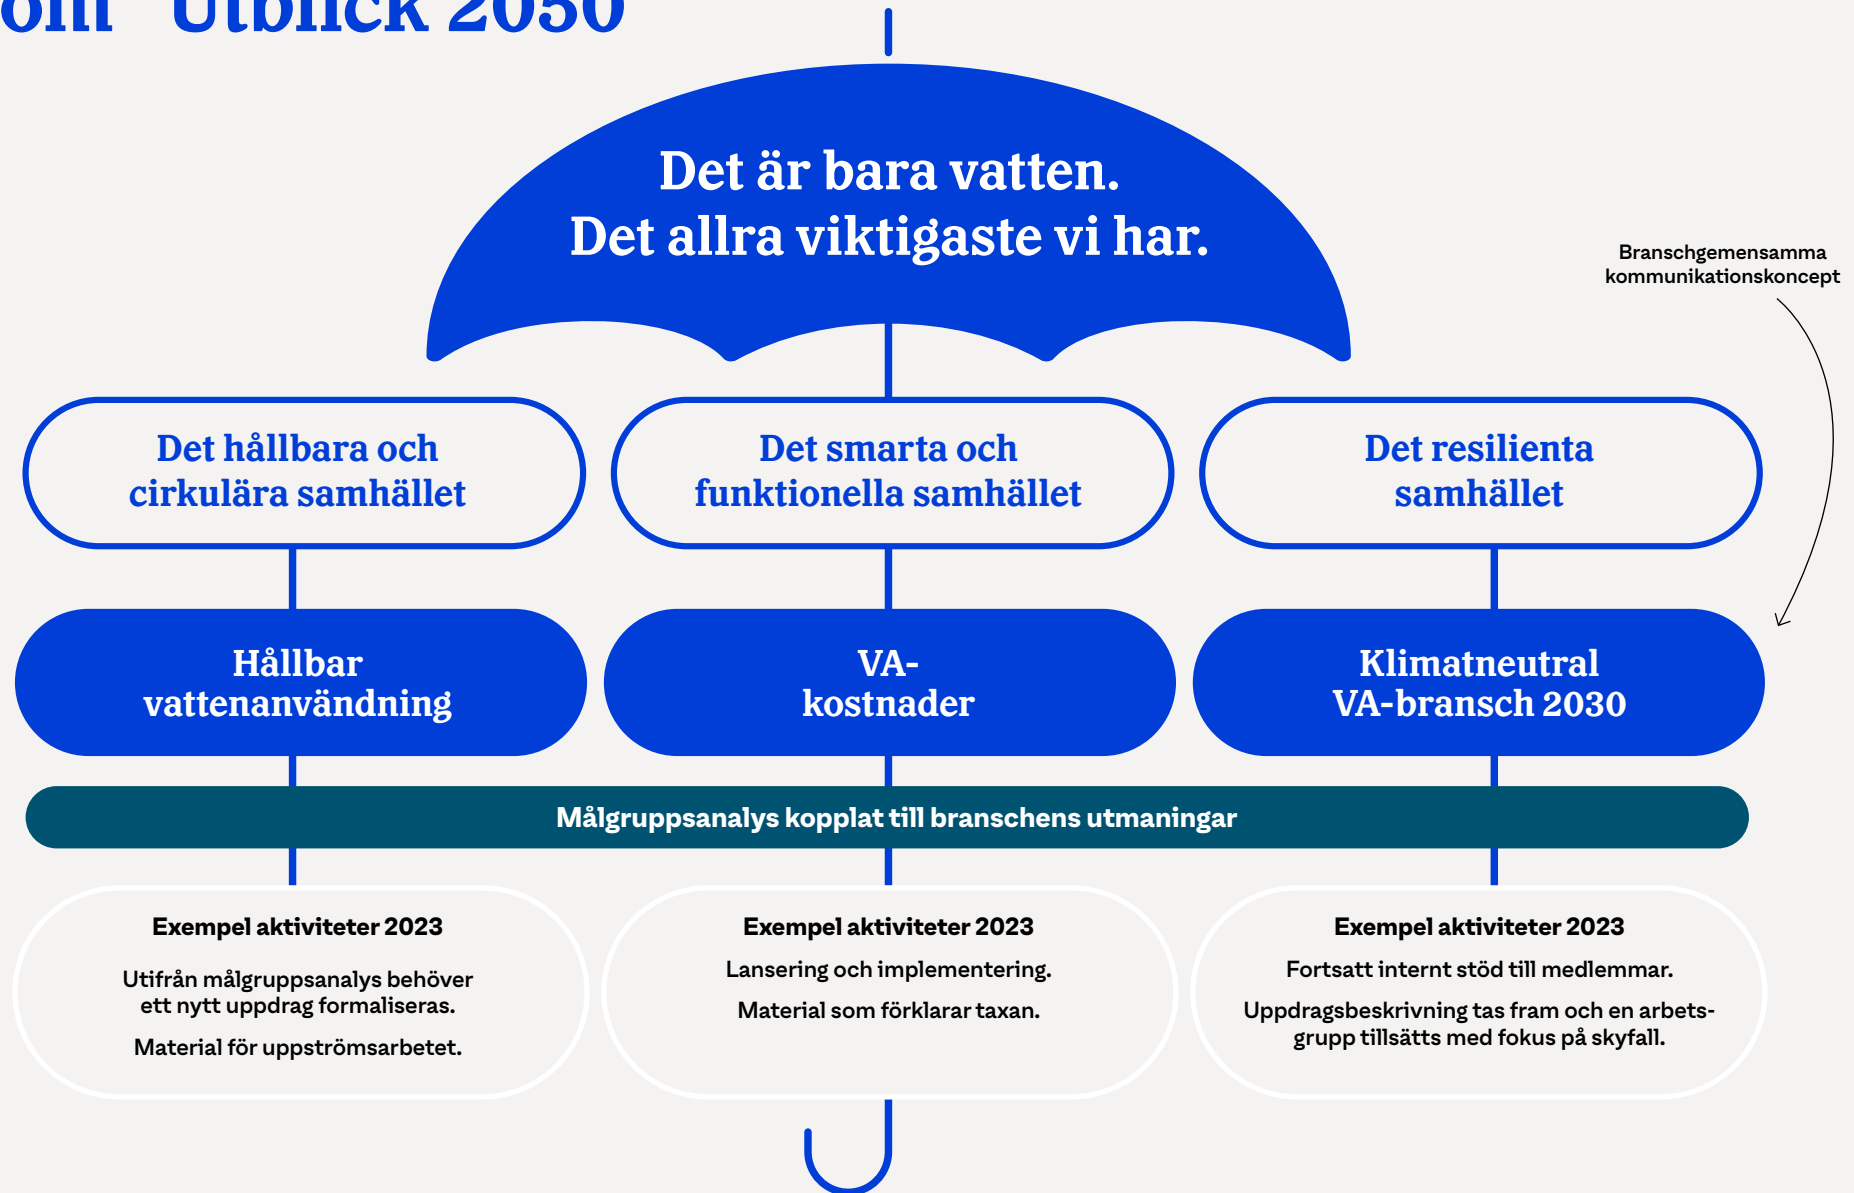 Utblick 2050
Det är bara vatten.
Det allra viktigaste vi har.
Branschgemensamma
kommunikationskoncept
Det hållbara och
cirkulära samhället
Det smarta och
funktionella samhället
Det resilienta
samhället
Hållbar
vattenanvändning
VA-
kostnader
Klimatneutral
VA-bransch 2030
Målgruppsanalys kopplat till branschens utmaningar
Exempel aktiviteter 2023
Utifrån målgruppsanalys behöver
ett nytt uppdrag formaliseras.
Material för uppströmsarbetet.
Exempel aktiviteter 2023
Lansering och implementering.
Material som förklarar taxan.
Exempel aktiviteter 2023
Fortsatt internt stöd till medlemmar.
Uppdragsbeskrivning tas fram och en arbets-
grupp tillsätts med fokus på skyfall.